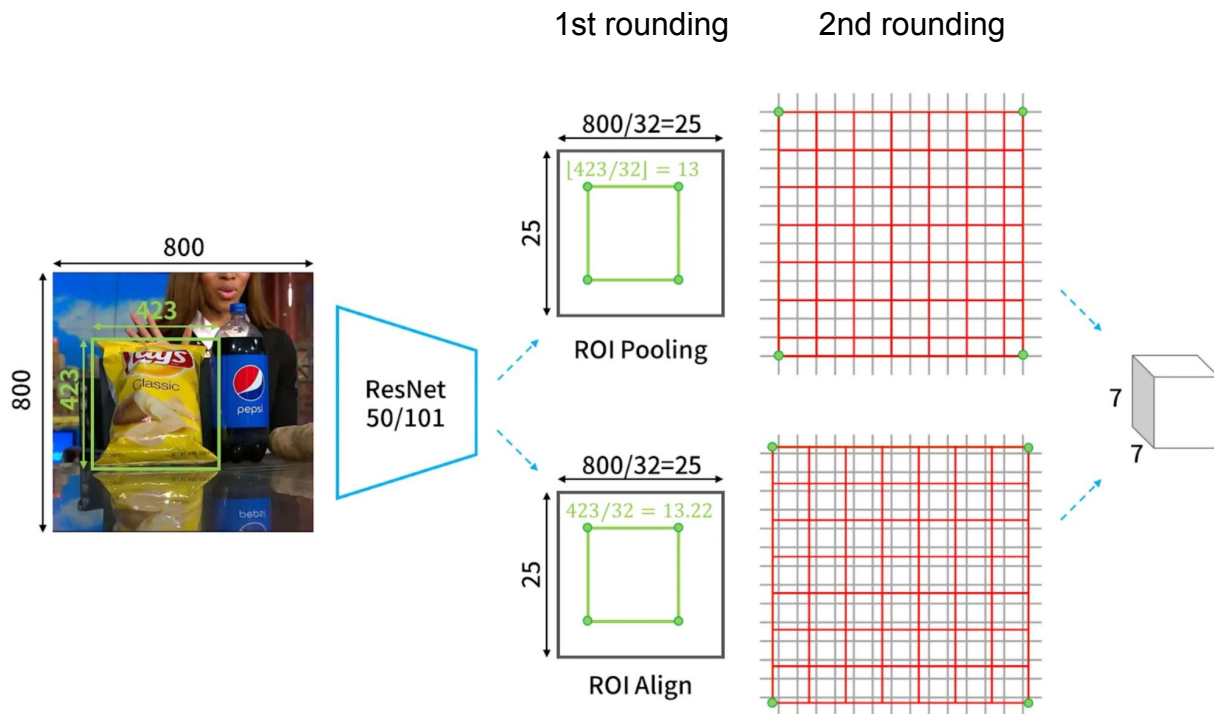 1st rounding
2nd rounding
800/32=25
⌊423/32⌋ = 13
25
ROI Pooling
800
800
423
423
Lays
Classic
pepsi
ResNet
50/101
7
7
800/32=25
423/32 = 13.22
25
ROI Align